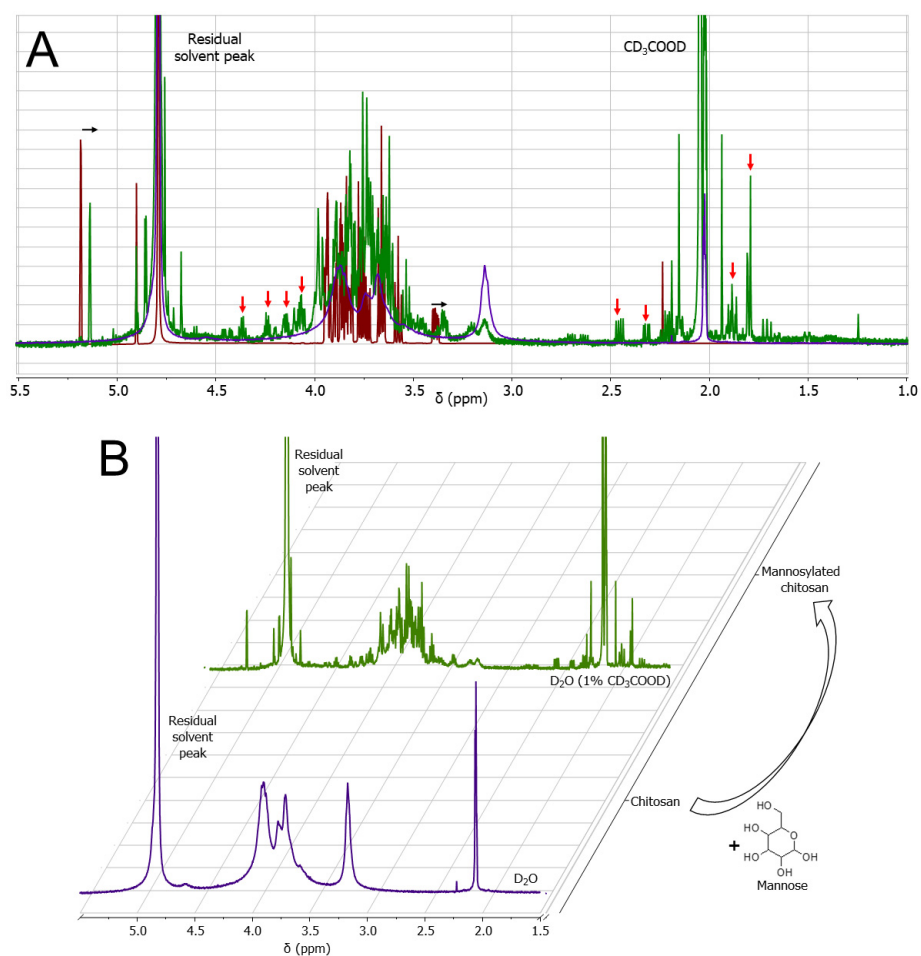 A
Residual
solvent peak
CD₃COOD
5.5 5.0 4.5 4.0 3.5 3.0 2.5 2.0 1.5 1.0
δ (ppm)
B
Residual
solvent
peak
Mannosylated
chitosan
D₂O (1% CD₃COOD)
Residual
solvent
peak
Chitosan
HO
HO
O
+
HO
OH
OH
Mannose
D₂O
5.0 4.5 4.0 3.5 3.0 2.5 2.0 1.5
δ (ppm)